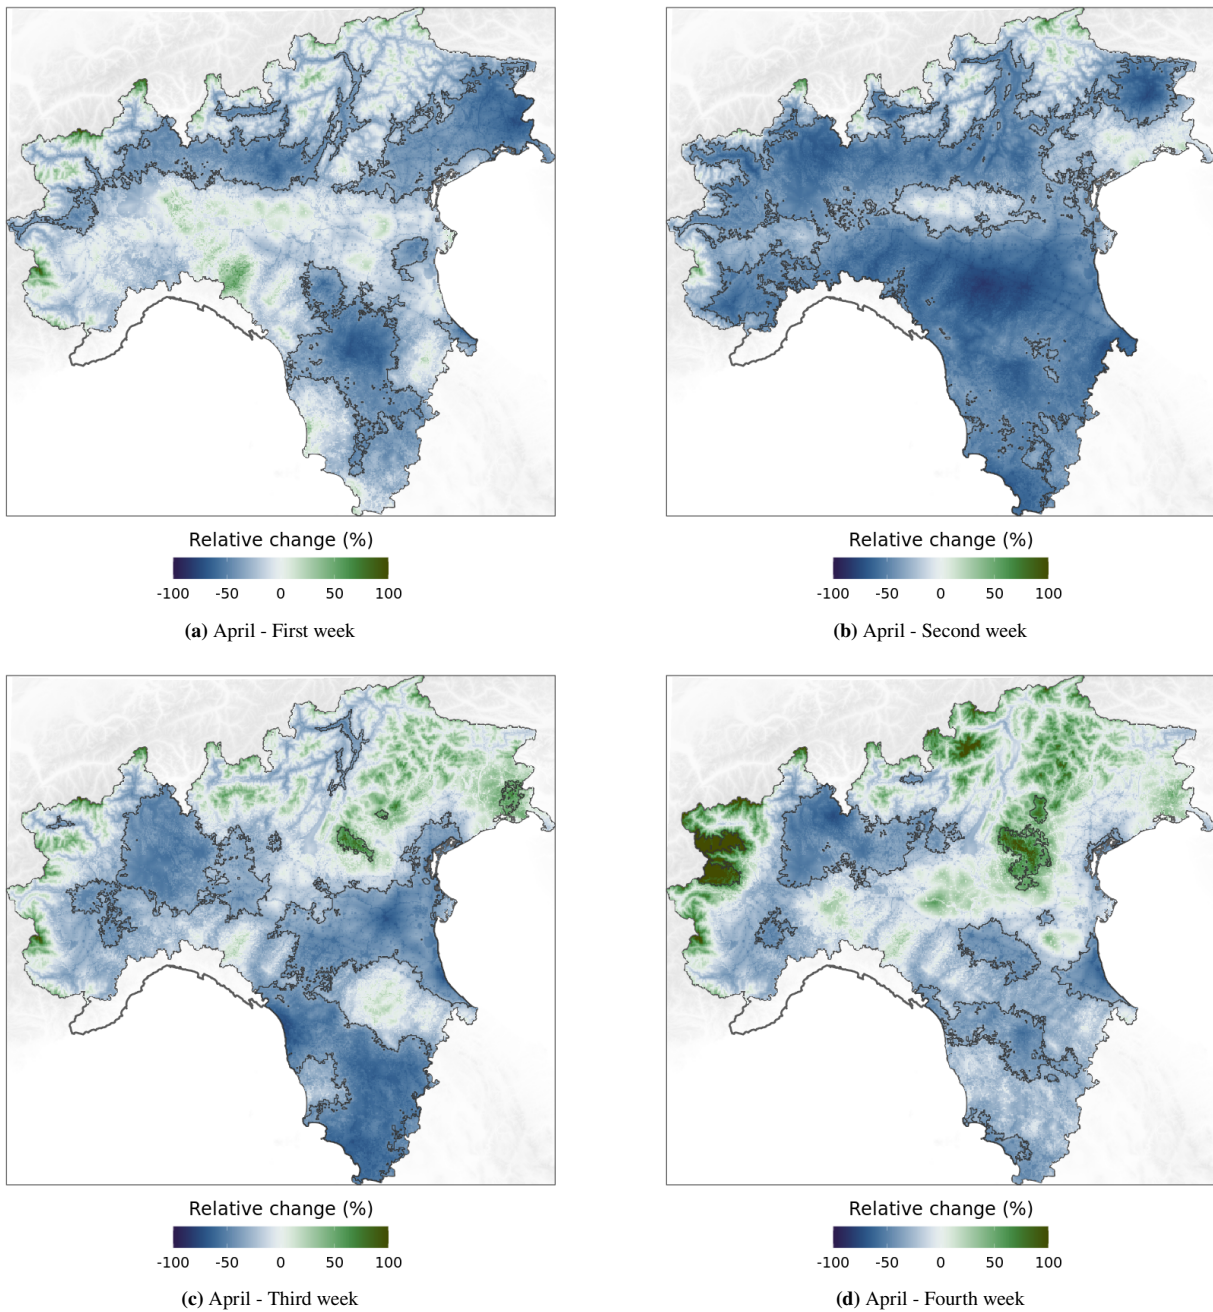 Relative change (%)
-100 -50 0 50 100
(a) April - First week
Relative change (%)
-100 -50 0 50 100
(b) April - Second week
Relative change (%)
-100 -50 0 50 100
(c) April - Third week
Relative change (%)
-100 -50 0 50 100
(d) April - Fourth week